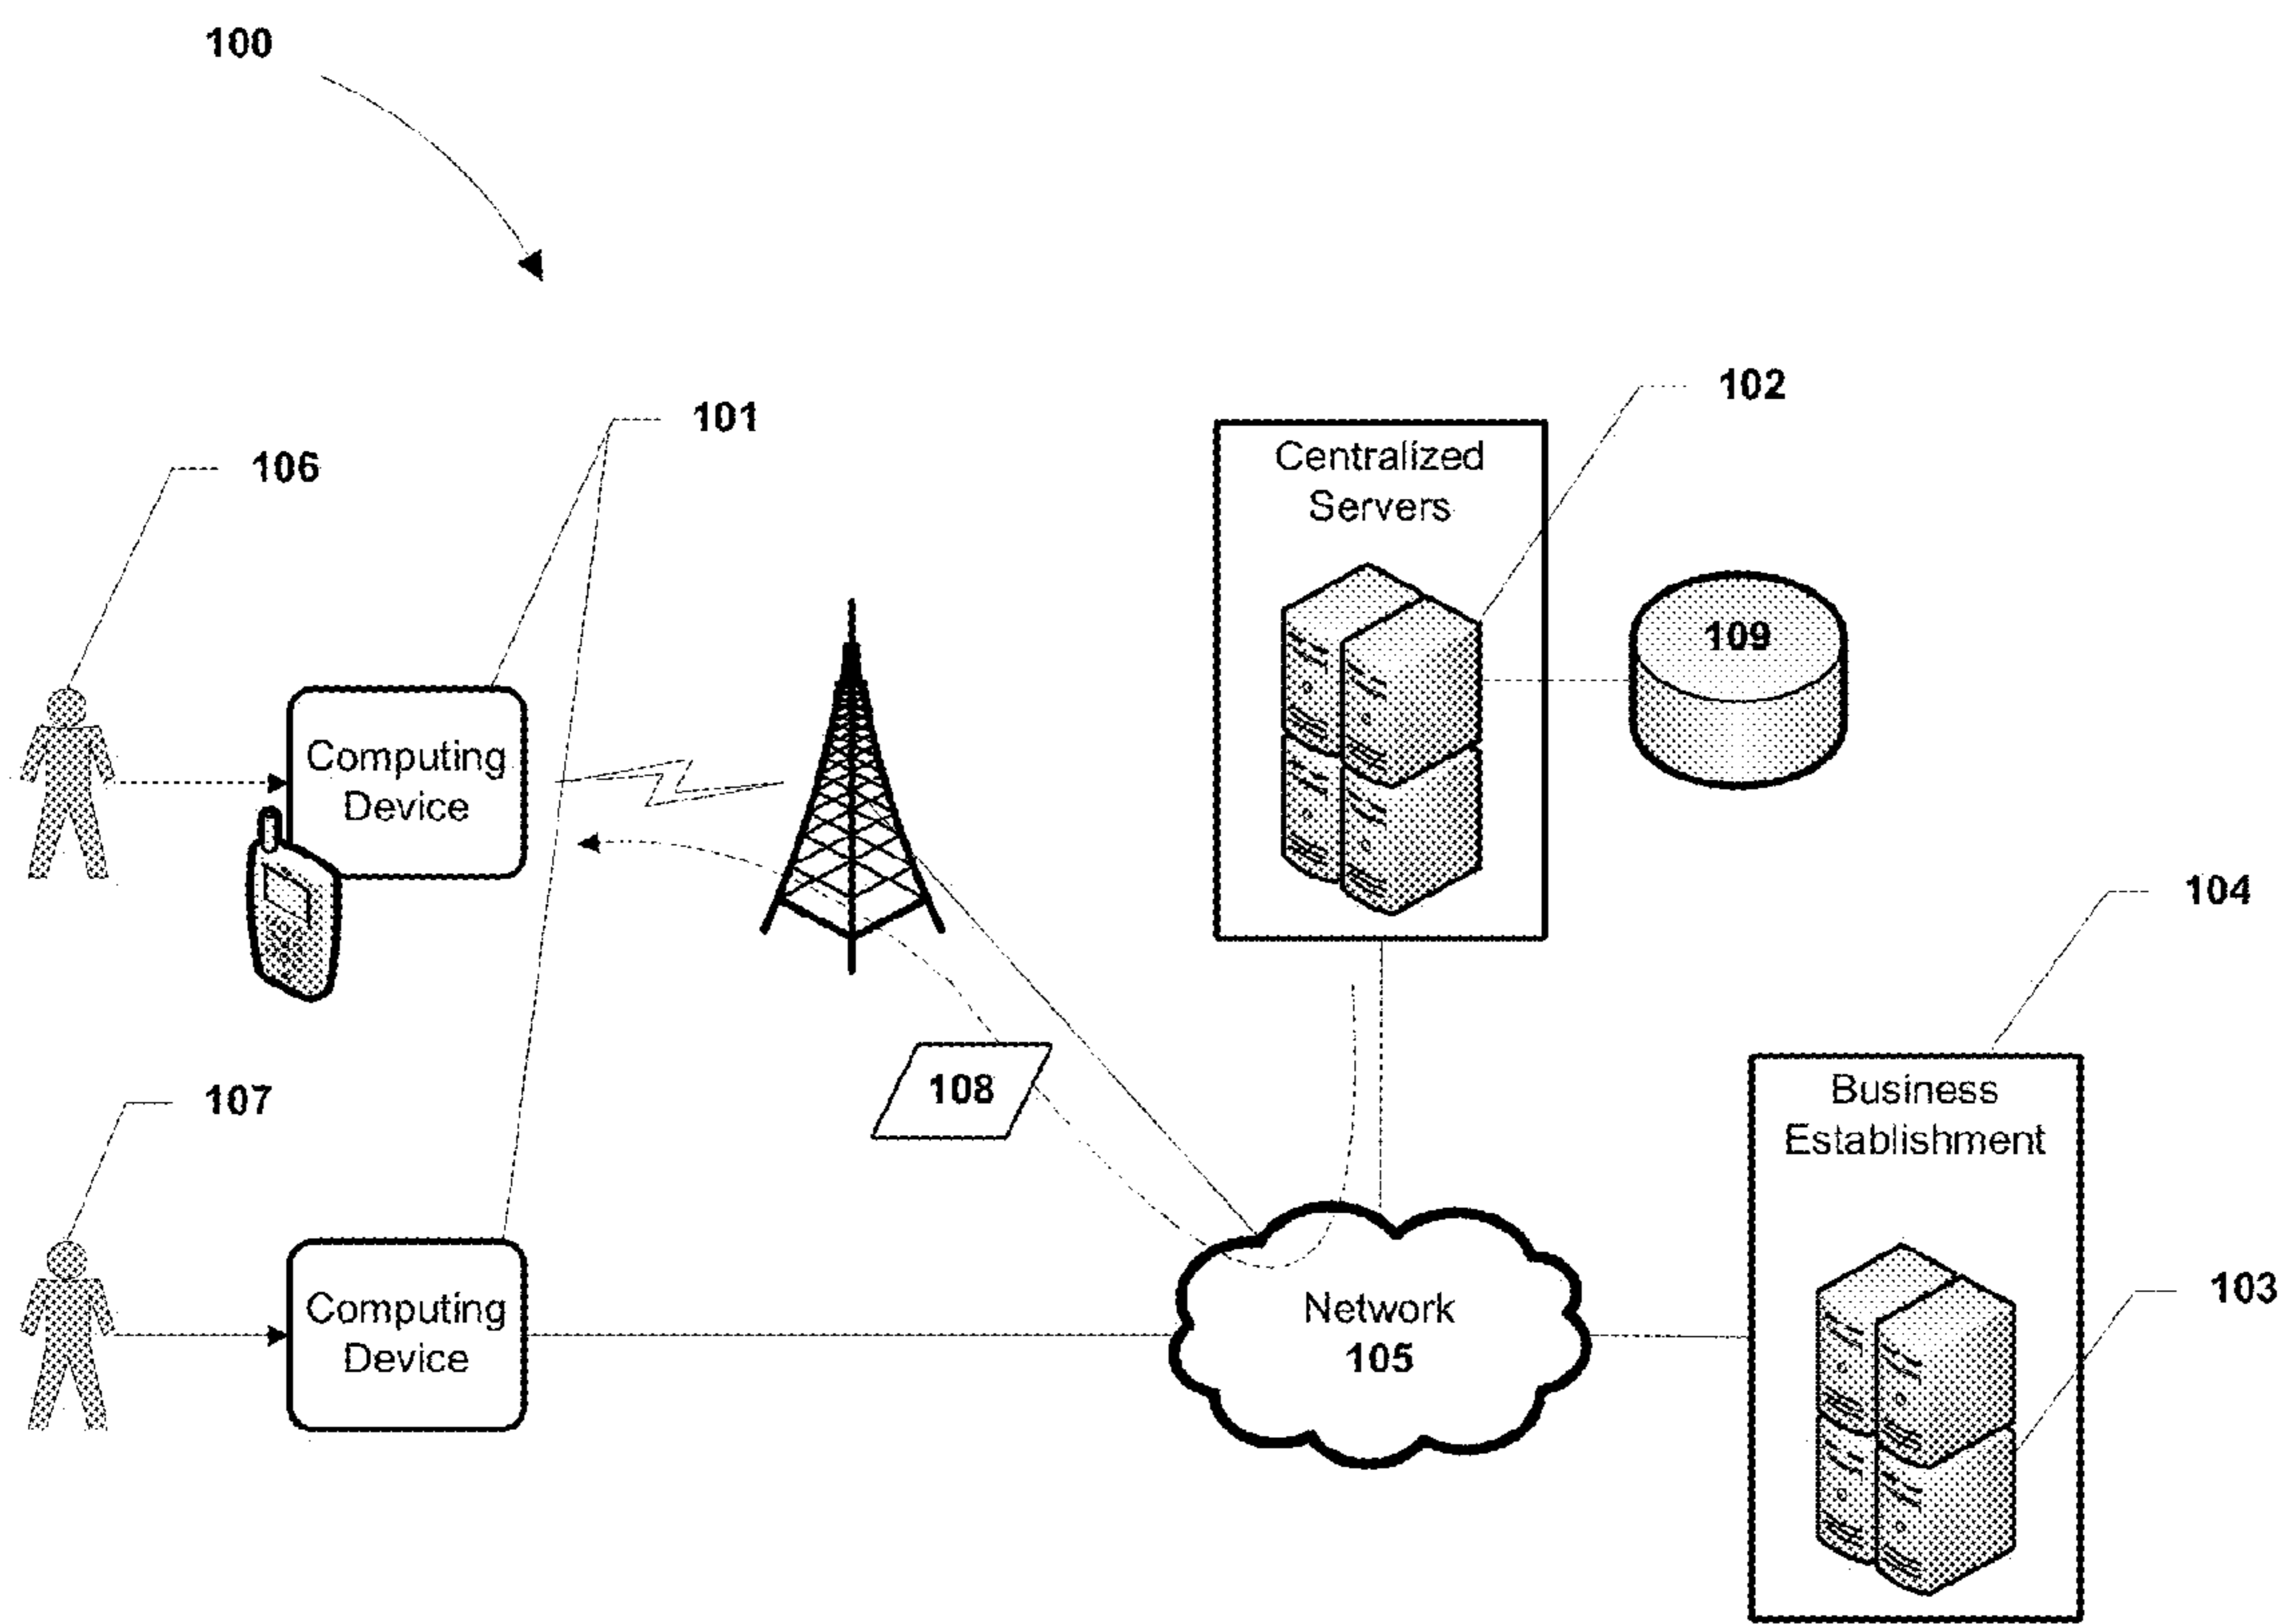 100
102
101
Centralized
Servers
106
109
Computing
Device
104
108
Business
Establishment
107
103
Computing
Device
Network
105